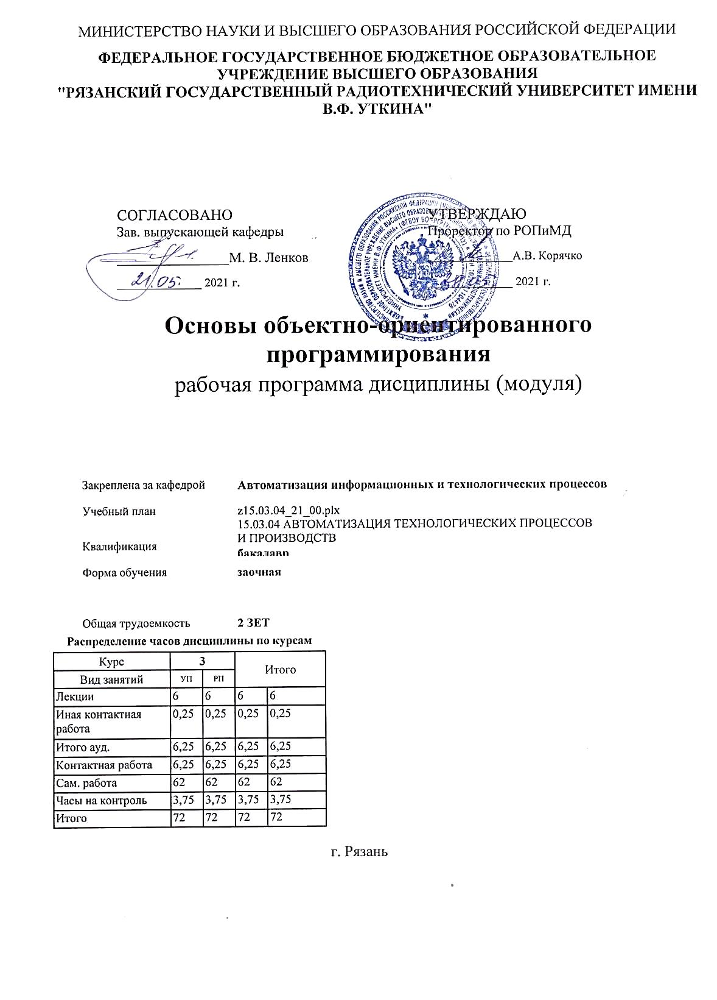 МИНИСТЕРСТВО НАУКИ И ВЫСШЕГО ОБРАЗОВАНИЯ РОССИЙСКОЙ ФЕДЕРАЦИИ
ФЕДЕРАЛЬНОЕ ГОСУДАРСТВЕННОЕ БЮДЖЕТНОЕ ОБРАЗОВАТЕЛЬНОЕ
УЧРЕЖДЕНИЕ ВЫСШЕГО ОБРАЗОВАНИЯ
"РЯЗАНСКИЙ ГОСУДАРСТВЕННЫЙ РАДИОТЕХНИЧЕСКИЙ УНИВЕРСИТЕТ ИМЕНИ
В.Ф. УТКИНА"
СОГЛАСОВАНО
Зав. выпускающей кафедры
М. В. Ленков
21.05. 2021 г.
УТВЕРЖДАЮ
Проректор по РОПиМД
А.В. Корячко
2021 г.
Основы объектно-ориентированного
программирования
рабочая программа дисциплины (модуля)
Закреплена за кафедрой Автоматизация информационных и технологических процессов
Учебный план z15.03.04_21_00.plx
15.03.04 АВТОМАТИЗАЦИЯ ТЕХНОЛОГИЧЕСКИХ ПРОЦЕССОВ
И ПРОИЗВОДСТВ
Квалификация бакалавр
Форма обучения заочная
Общая трудоемкость 2 ЗЕТ
Распределение часов дисциплины по курсам
Курс 3 Итого
Вид занятий УП РП
Лекции 6 6 6 6
Иная контактная
работа 0,25 0,25 0,25 0,25
Итого ауд. 6,25 6,25 6,25 6,25
Контактная работа 6,25 6,25 6,25 6,25
Сам. работа 62 62 62 62
Часы на контроль 3,75 3,75 3,75 3,75
Итого 72 72 72 72
г. Рязань